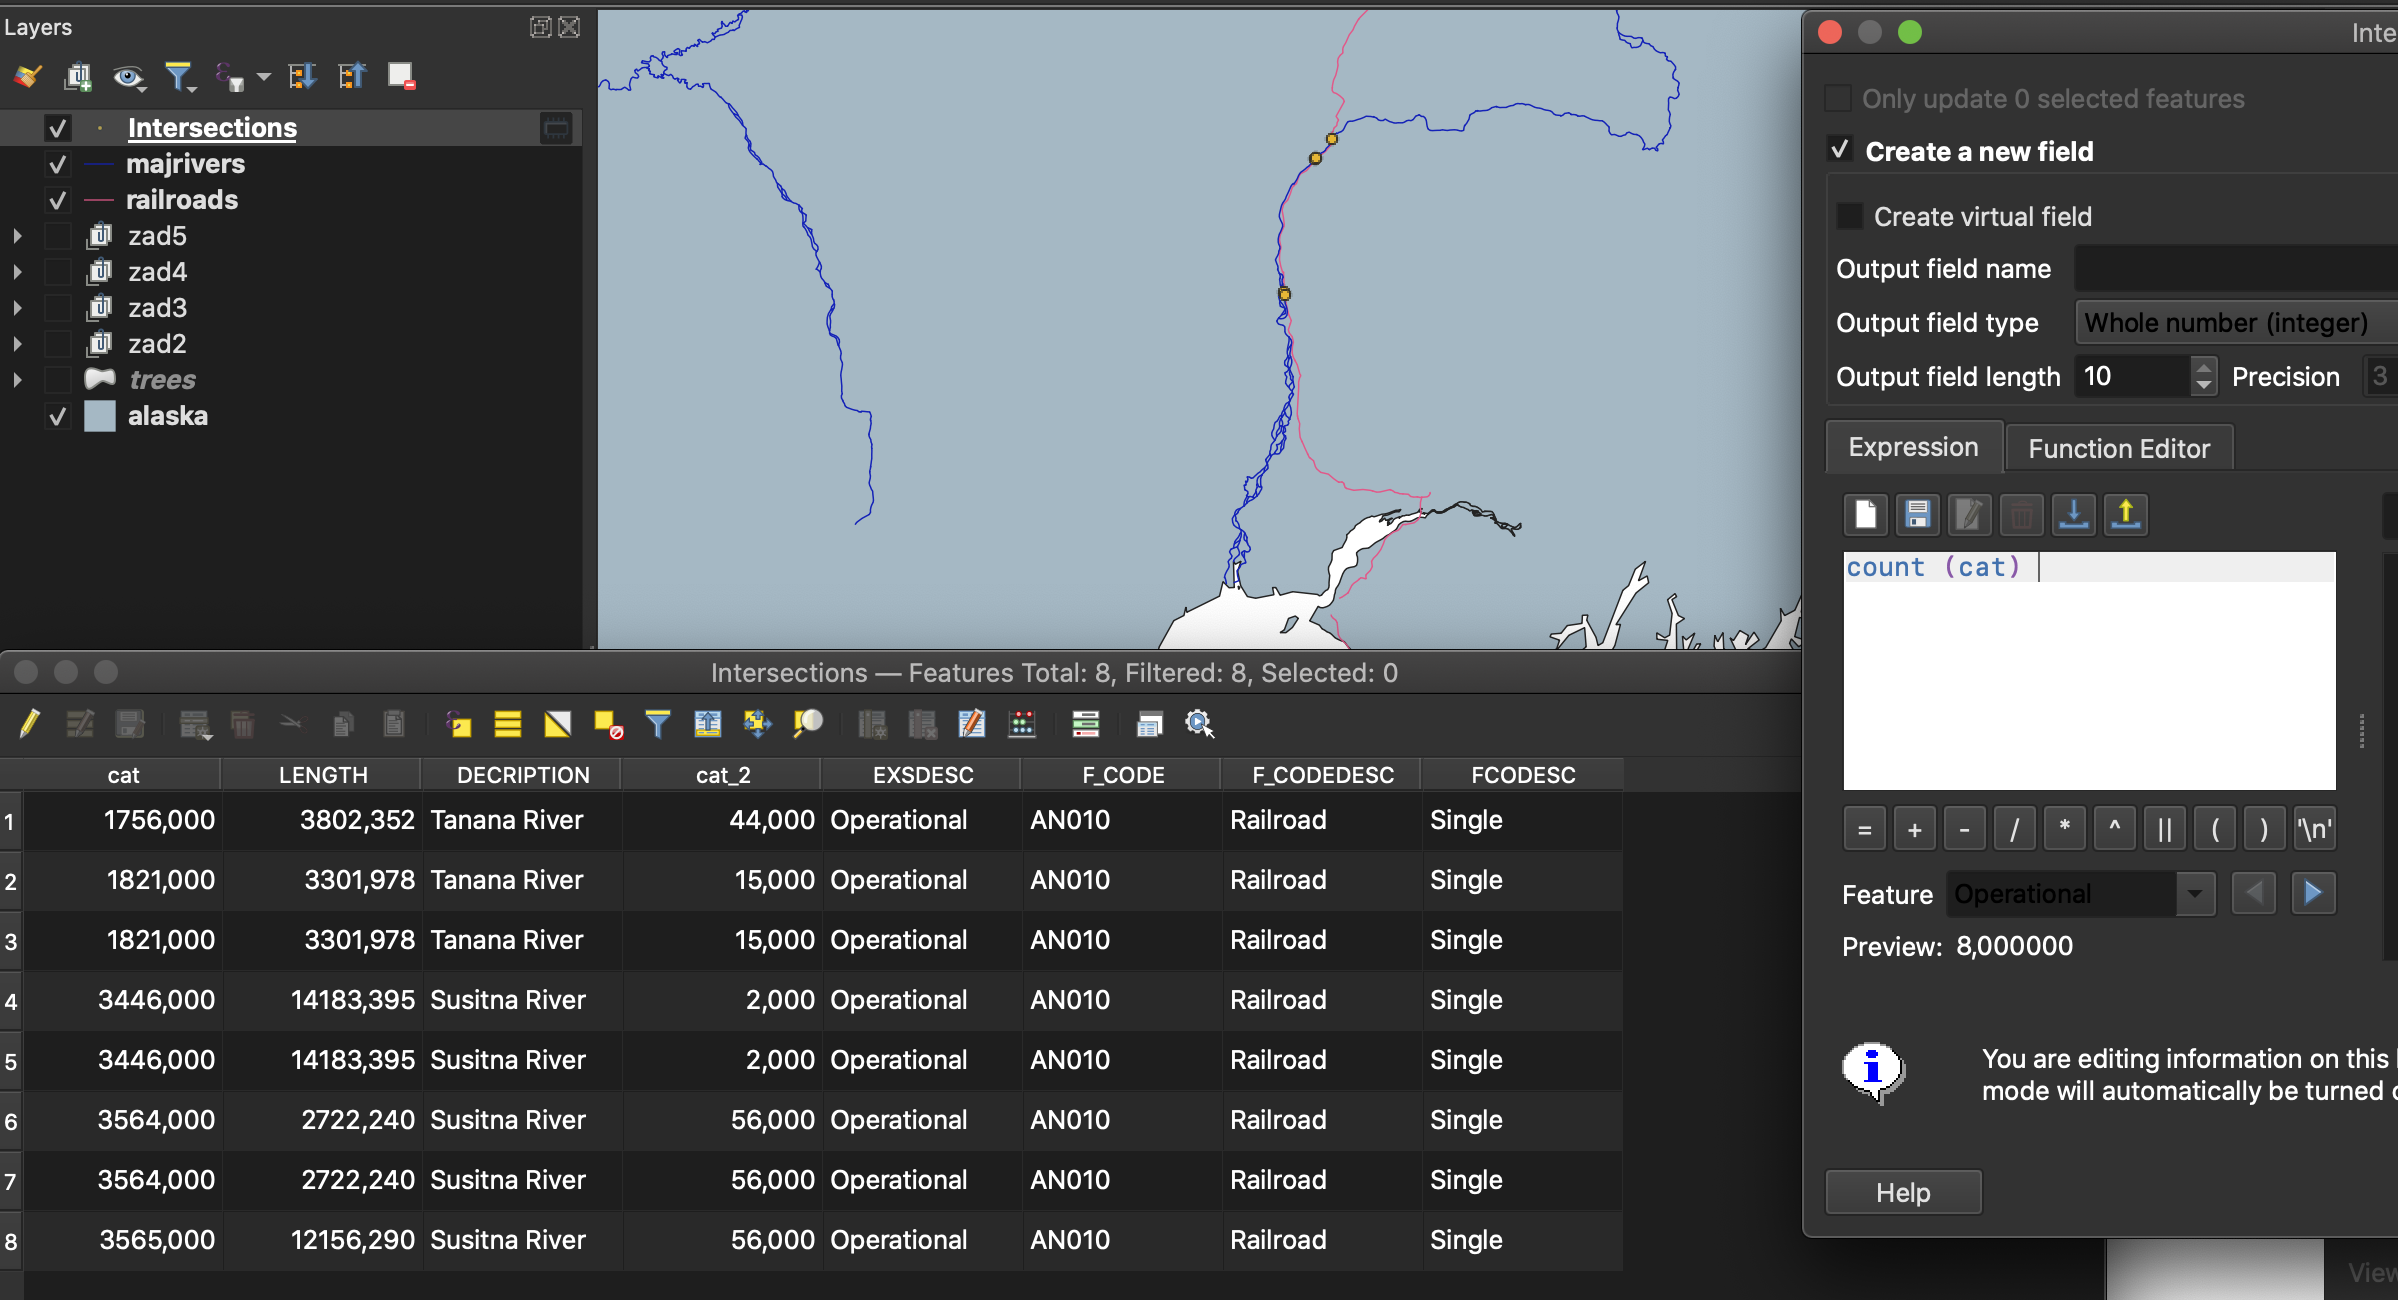 Layers
Intersections
majrivers
railroads
zad5
zad4
zad3
zad2
trees
alaska
Only update 0 selected features
Create a new field
Create virtual field
Output field name
Output field type Whole number (integer)
Output field length 10 Precision 3
Expression Function Editor
count (cat)
= + - / * ^ || ( ) '\n'
Feature Operational
Preview: 8,000000
You are editing information on this
mode will automatically be turned
Help
Intersections — Features Total: 8, Filtered: 8, Selected: 0
cat LENGTH DECRIPTION cat_2 EXSDESC F_CODE F_CODEDESC FCODESC
1 1756,000 3802,352 Tanana River 44,000 Operational AN010 Railroad Single
2 1821,000 3301,978 Tanana River 15,000 Operational AN010 Railroad Single
3 1821,000 3301,978 Tanana River 15,000 Operational AN010 Railroad Single
4 3446,000 14183,395 Susitna River 2,000 Operational AN010 Railroad Single
5 3446,000 14183,395 Susitna River 2,000 Operational AN010 Railroad Single
6 3564,000 2722,240 Susitna River 56,000 Operational AN010 Railroad Single
7 3564,000 2722,240 Susitna River 56,000 Operational AN010 Railroad Single
8 3565,000 12156,290 Susitna River 56,000 Operational AN010 Railroad Single